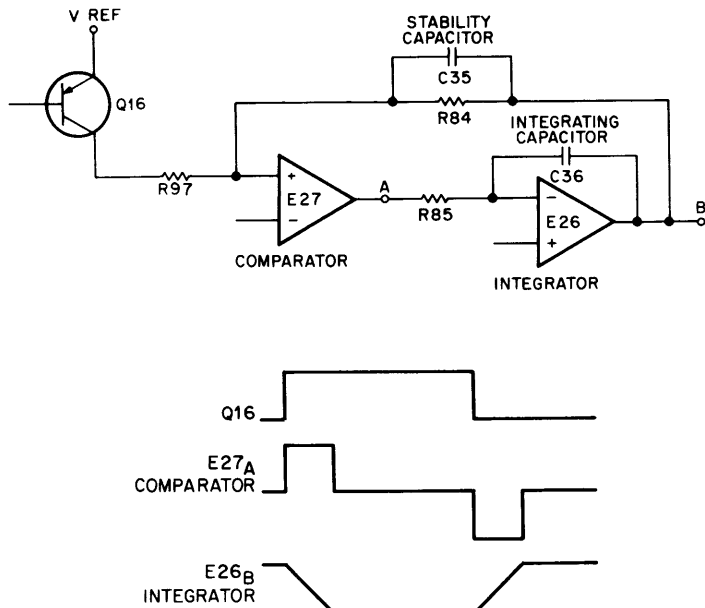 V REF
Q16
STABILITY
CAPACITOR
C35
R84
INTEGRATING
CAPACITOR
C36
R97
+
E27
-
A
R85
-
E26
+
B
COMPARATOR
INTEGRATOR
Q16
E27A
COMPARATOR
E26B
INTEGRATOR